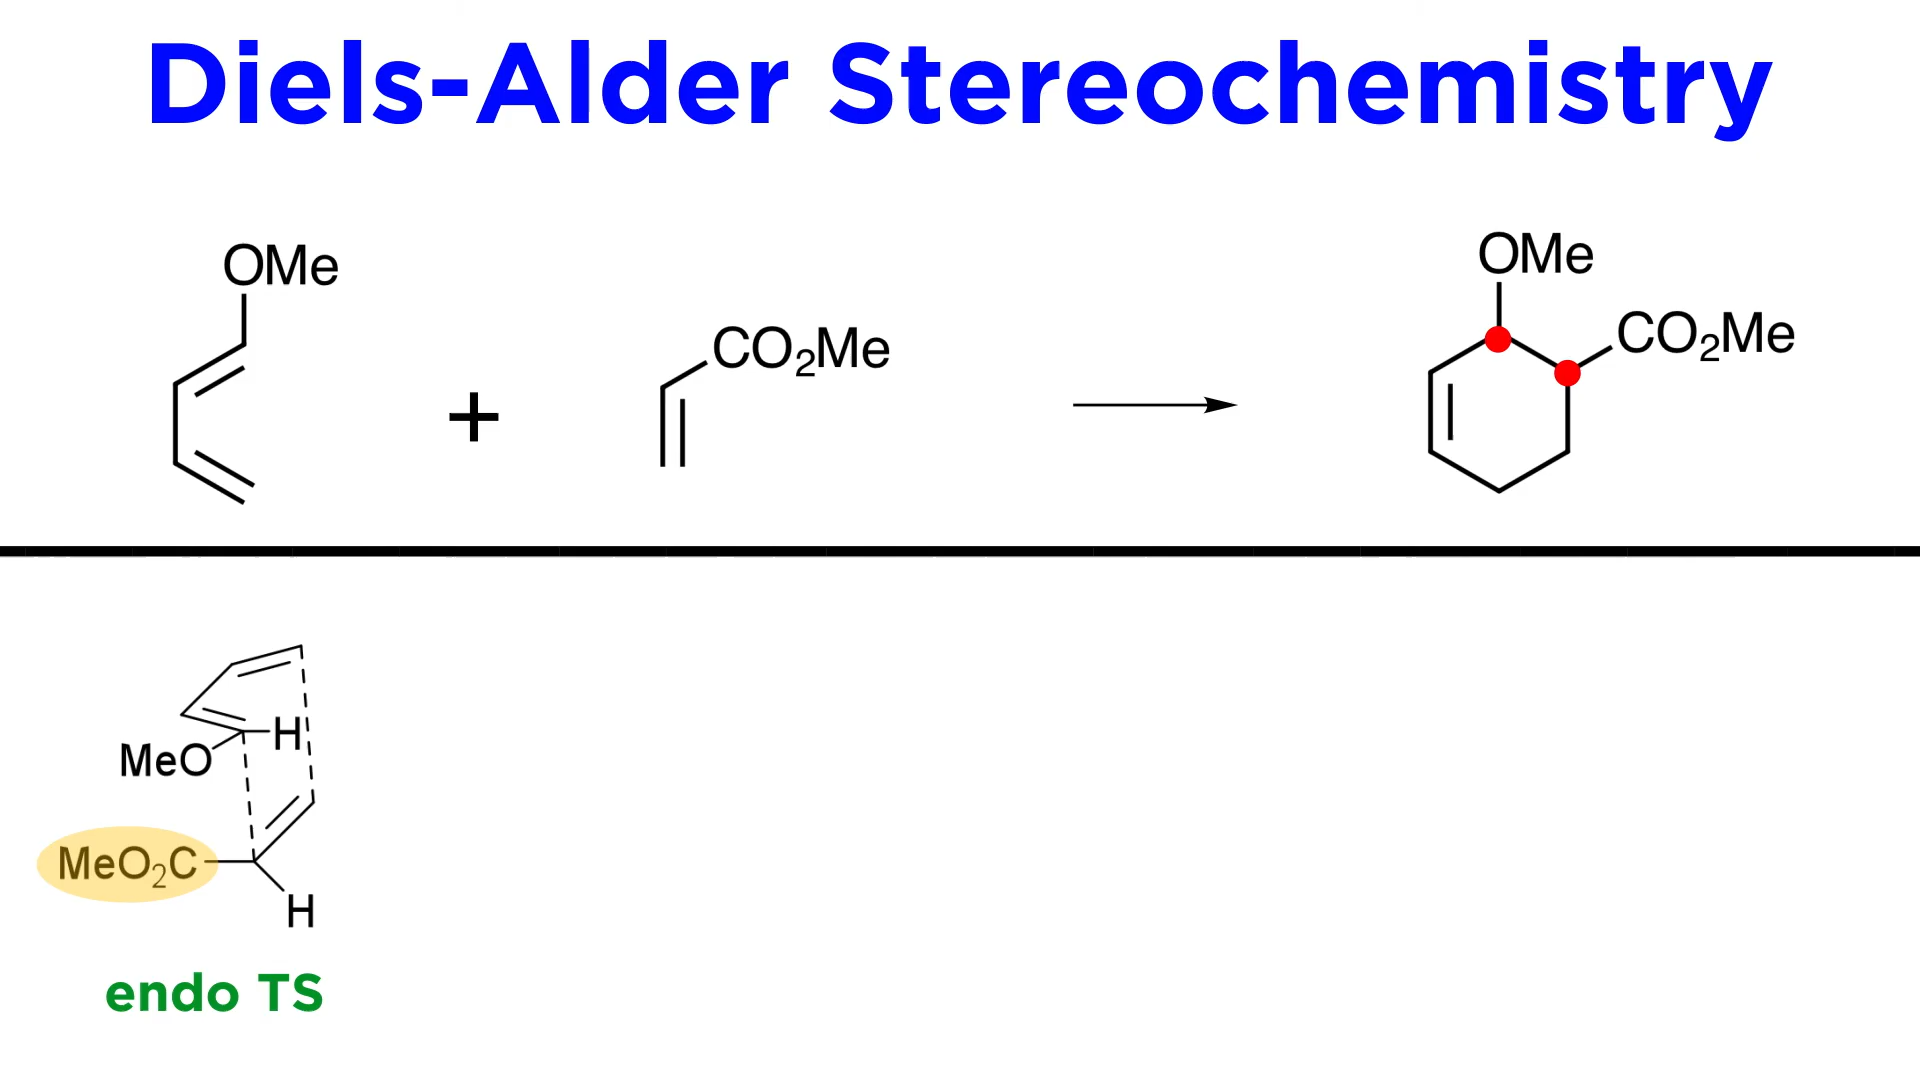 Diels-Alder Stereochemistry
OMe
CO₂Me
+
OMe
CO₂Me
H
MeO
MeO₂C
H
endo TS